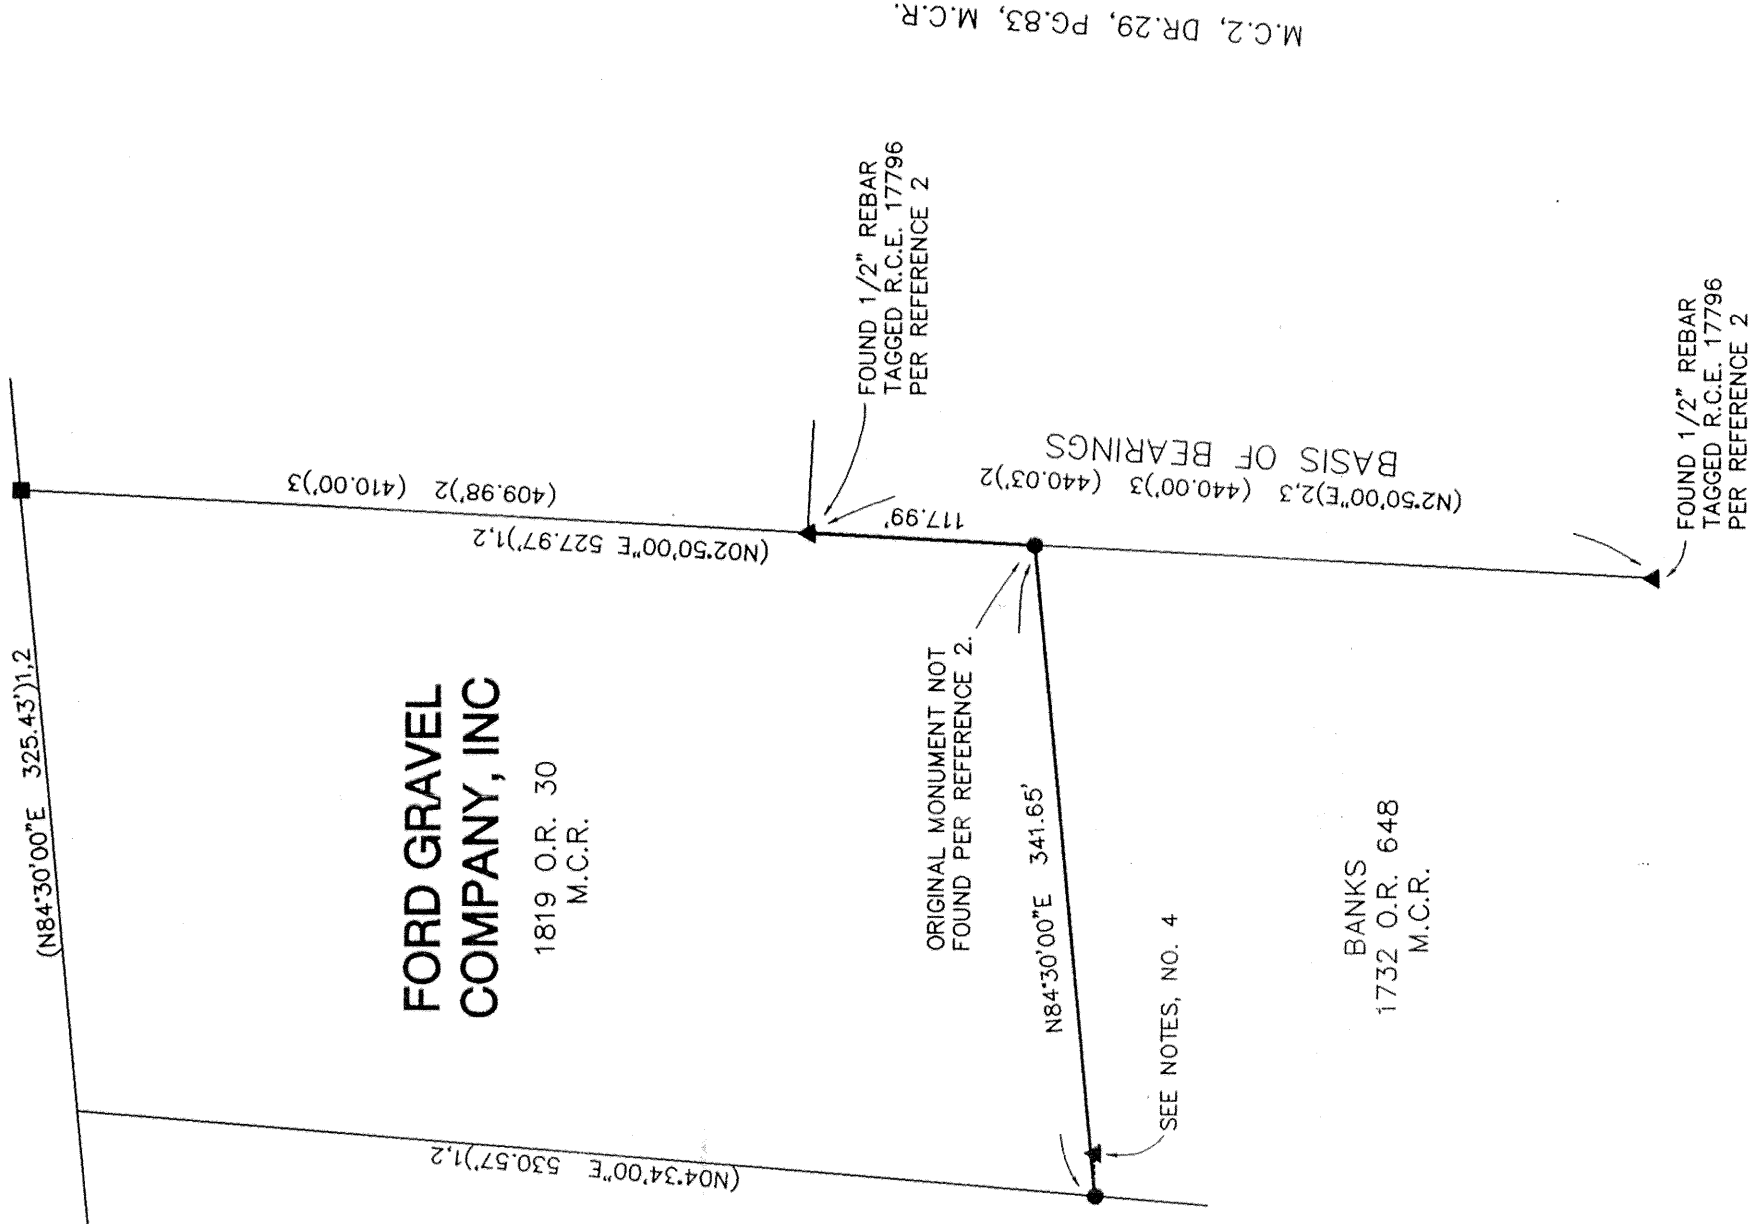 M.C.2, DR.29, PG.83, M.C.R.
(N84°30'00"E 325.43')1,2
(409.98')2 (410.00')3
(N02°50'00"E 527.97')1,2
FOUND 1/2" REBAR
TAGGED R.C.E. 17796
PER REFERENCE 2
FORD GRAVEL
COMPANY, INC
1819 O.R. 30
M.C.R.
117.99'
BASIS OF BEARINGS
(N2°50'00"E)2,3 (440.00')3 (440.03')2
ORIGINAL MONUMENT NOT
FOUND PER REFERENCE 2.
N84°30'00"E 341.65'
FOUND 1/2" REBAR
TAGGED R.C.E. 17796
PER REFERENCE 2
(N04°34'00"E 530.57')1,2
SEE NOTES, NO. 4
BANKS
1732 O.R. 648
M.C.R.